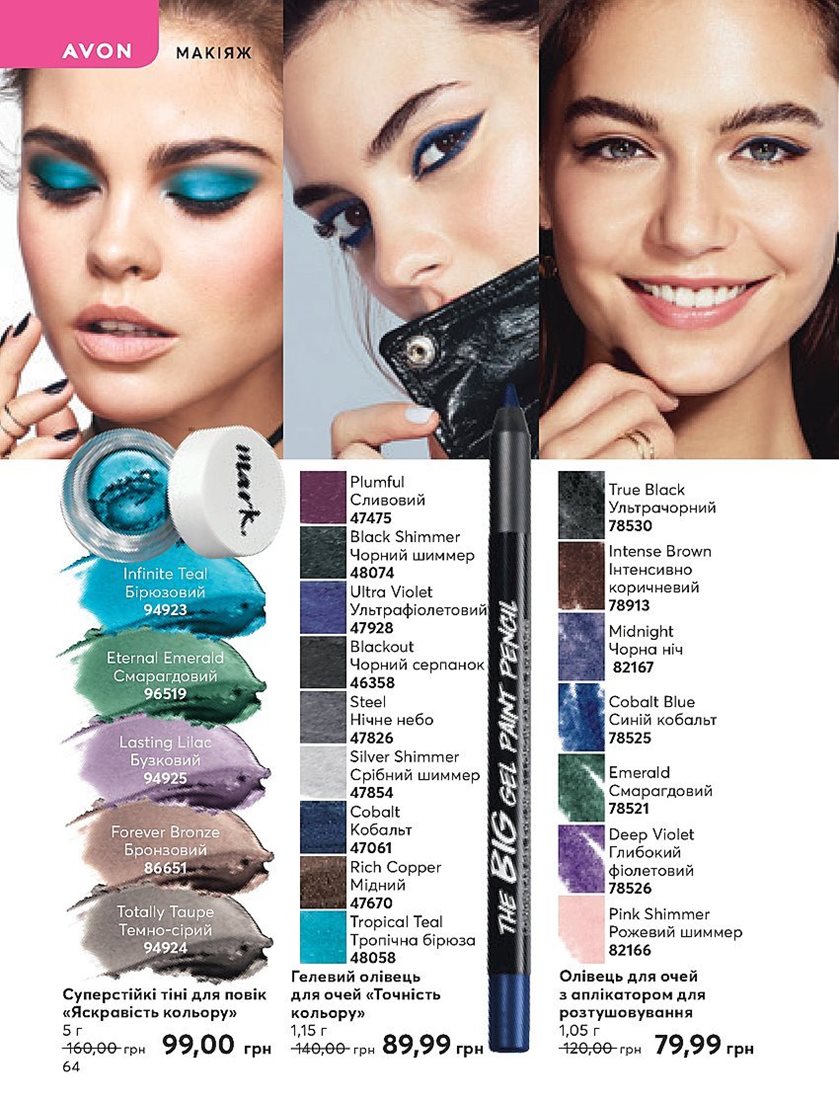 AVON
МАКІЯЖ
mark.
Infinite Teal
Бірюзовий
94923
Eternal Emerald
Смарагдовий
96519
Lasting Lilac
Бузковий
94925
Forever Bronze
Бронзовий
86651
Totally Taupe
Темно-сірий
94924
Суперстійкі тіні для повік
«Яскравість кольору»
5 г
160,00 грн 99,00 грн
64
Plumful
Сливовий
47475
Black Shimmer
Чорний шиммер
48074
Ultra Violet
Ультрафіолетовий
47928
Blackout
Чорний серпанок
46358
Steel
Нічне небо
47826
Silver Shimmer
Срібний шиммер
47854
Cobalt
Кобальт
47061
Rich Copper
Мідний
47670
Tropical Teal
Тропічна бірюза
48058
THE BIG GEL PAINT PENCIL
Гелевий олівець
для очей «Точність
кольору»
1,15 г
140,00 грн 89,99 грн
True Black
Ультрачорний
78530
Intense Brown
Інтенсивно
коричневий
78913
Midnight
Чорна ніч
82167
Cobalt Blue
Синій кобальт
78525
Emerald
Смарагдовий
78521
Deep Violet
Глибокий
фіолетовий
78526
Pink Shimmer
Рожевий шиммер
82166
Олівець для очей
з аплікатором для
розтушовування
1,05 г
120,00 грн 79,99 грн